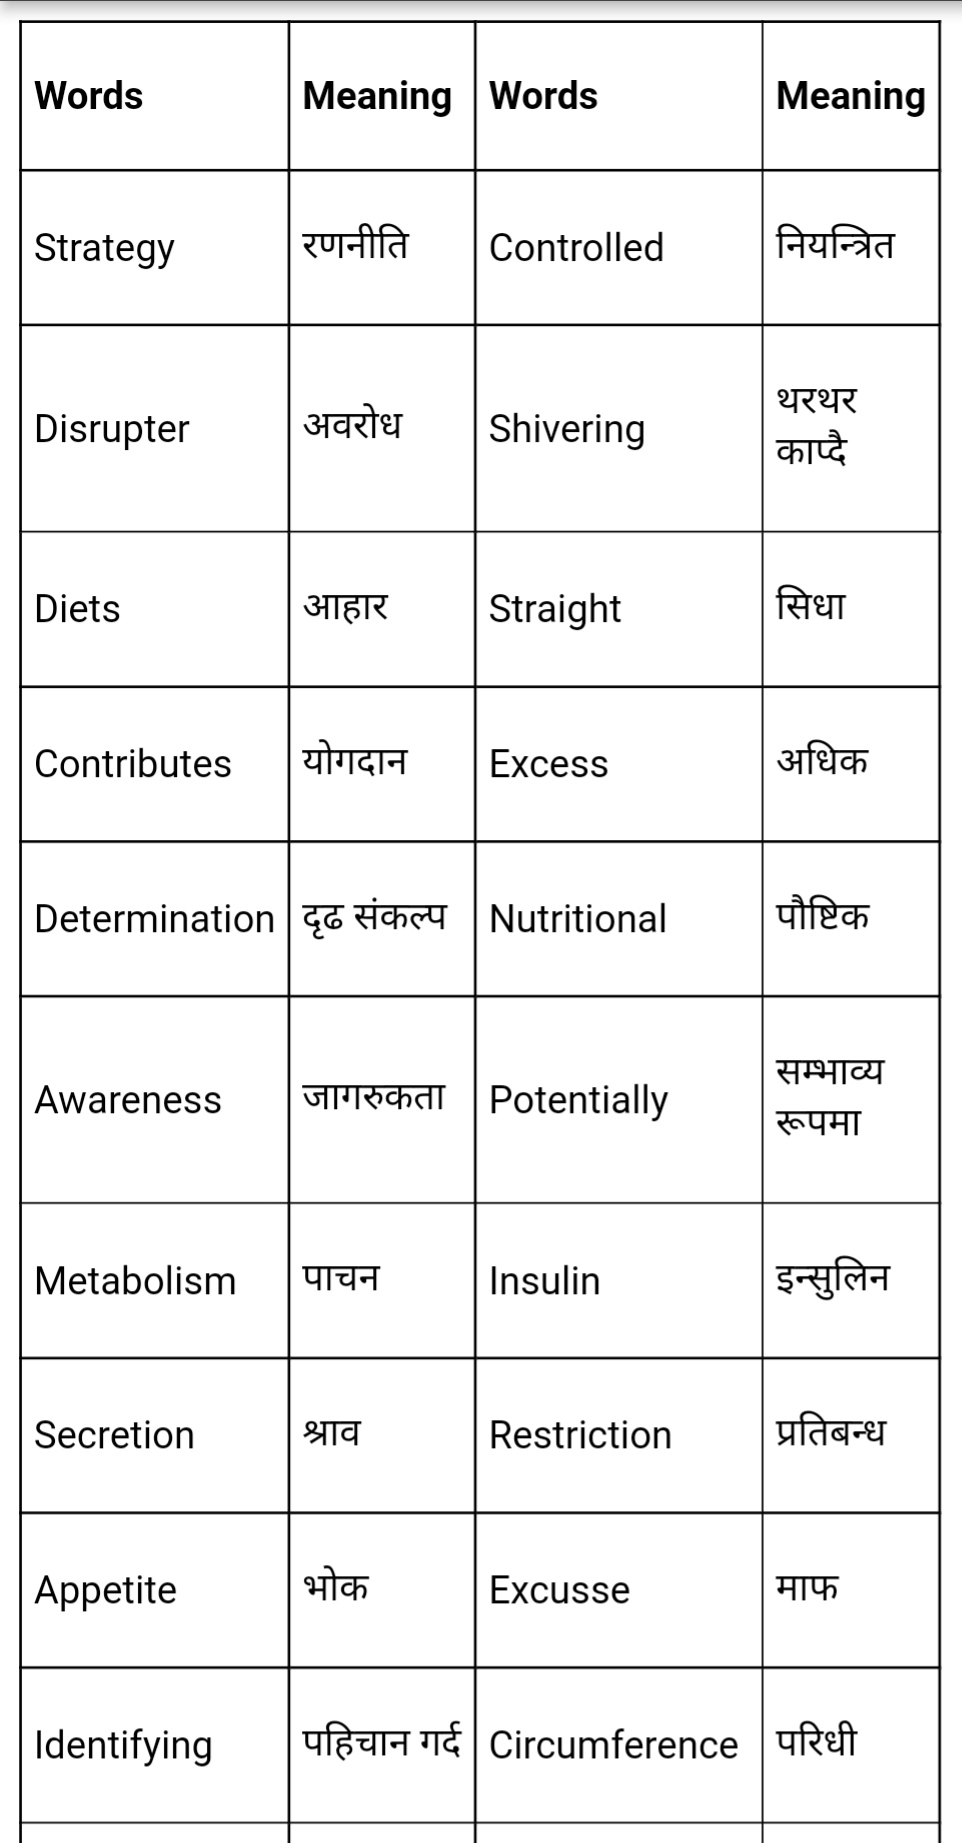 Words Meaning Words Meaning
Strategy रणनीति Controlled नियन्त्रित
Disrupter अवरोध Shivering थरथर
काप्दै
Diets आहार Straight सिधा
Contributes योगदान Excess अधिक
Determination दृढ संकल्प Nutritional पौष्टिक
Awareness जागरुकता Potentially सम्भाव्य
रूपमा
Metabolism पाचन Insulin इन्सुलिन
Secretion श्राव Restriction प्रतिबन्ध
Appetite भोक Excusse माफ
Identifying पहिचान गर्द Circumference परिधी